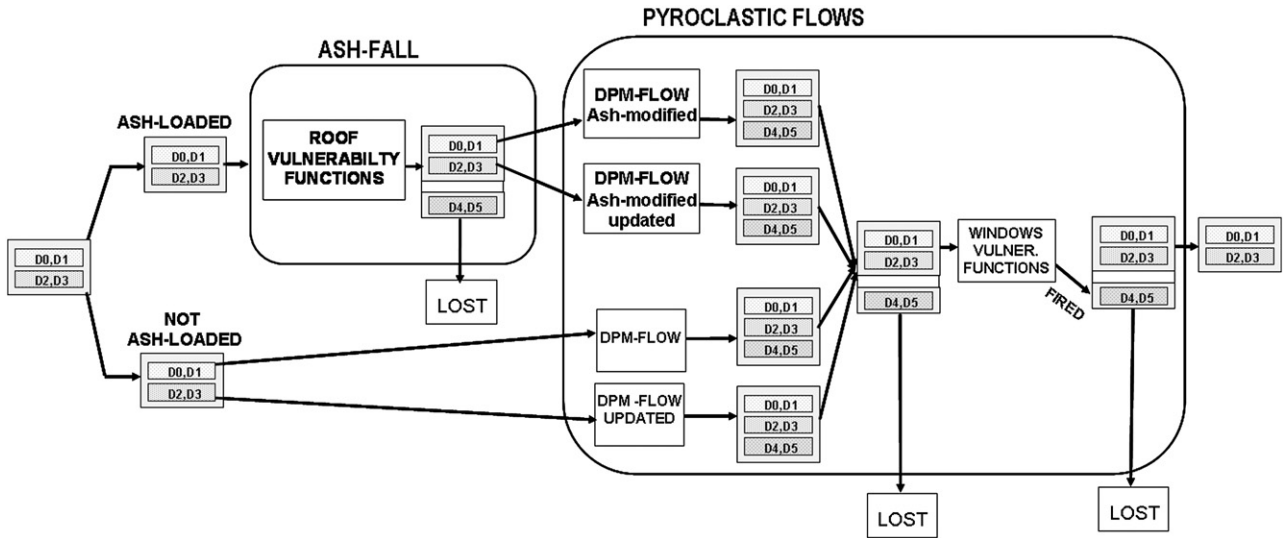 PYROCLASTIC FLOWS
ASH-FALL
ASH-LOADED
D0,D1
D2,D3
ROOF
VULNERABILTY
FUNCTIONS
D0,D1
D2,D3
D4,D5
LOST
DPM-FLOW
Ash-modified
D0,D1
D2,D3
D4,D5
DPM-FLOW
Ash-modified
updated
D0,D1
D2,D3
D4,D5
D0,D1
D2,D3
NOT
ASH-LOADED
D0,D1
D2,D3
DPM-FLOW
D0,D1
D2,D3
D4,D5
DPM -FLOW
UPDATED
D0,D1
D2,D3
D4,D5
D0,D1
D2,D3
D4,D5
LOST
WINDOWS
VULNER.
FUNCTIONS
FIRED
D0,D1
D2,D3
D4,D5
LOST
D0,D1
D2,D3